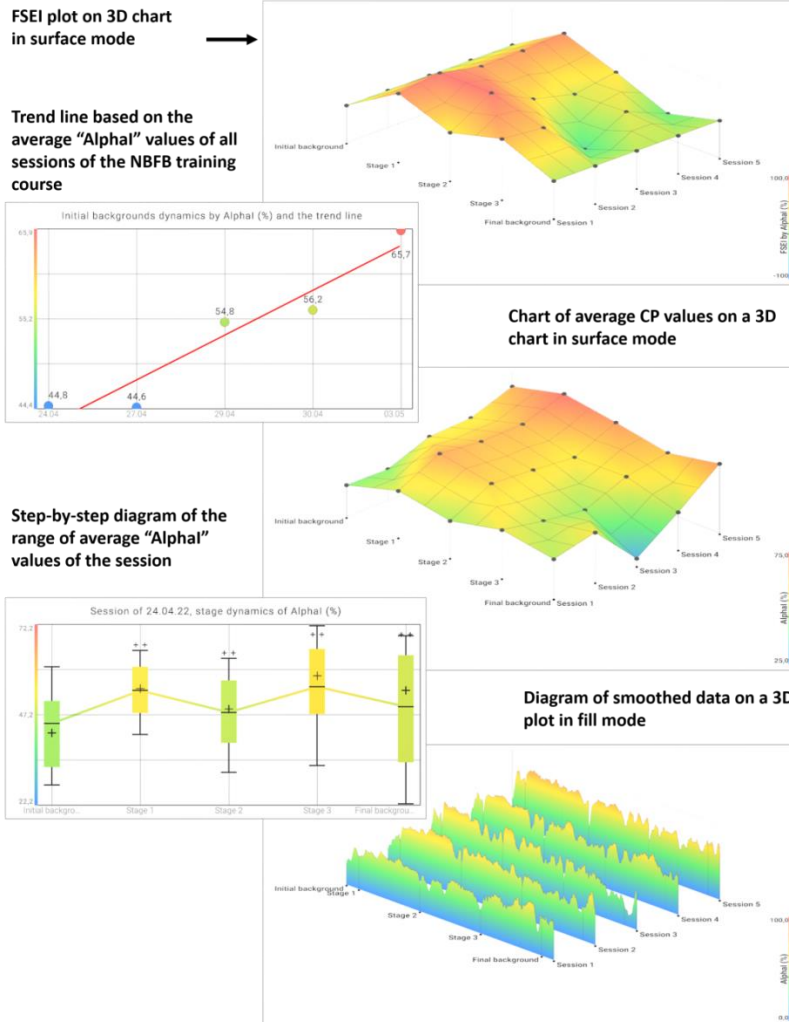 FSEI plot on 3D chart
in surface mode
Initial background
Stage 1
Stage 2
Stage 3
Final background
Session 1
Session 2
Session 3
Session 4
Session 5
100,0
FSEI by Alphal (%)
-100
Trend line based on the
average “Alphal” values of all
sessions of the NBFB training
course
Initial backgrounds dynamics by Alphal (%) and the trend line
65,9
55,2
44,4
44,8
44,6
54,8
56,2
65,7
24.04
27.04
29.04
30.04
03.05
Chart of average CP values on a 3D
chart in surface mode
Initial background
Stage 1
Stage 2
Stage 3
Final background
Session 1
Session 2
Session 3
Session 4
Session 5
75,0
Alphal (%)
25,0
Step-by-step diagram of the
range of average “Alphal”
values of the session
Session of 24.04.22, stage dynamics of Alphal (%)
72,2
47,2
22,2
Initial backgro...
Stage 1
Stage 2
Stage 3
Final backgrou...
Diagram of smoothed data on a 3D
plot in fill mode
Initial background
Stage 1
Stage 2
Stage 3
Final background
Session 1
Session 2
Session 3
Session 4
Session 5
100,0
Alphal (%)
0,0